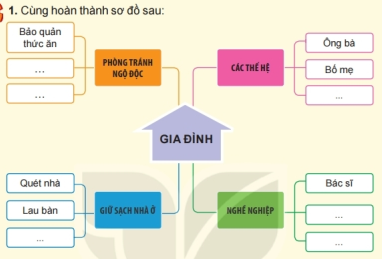 1. Cùng hoàn thành sơ đồ sau:
Bảo quản
thức ăn
...
...
PHÒNG TRÁNH
NGỘ ĐỘC
CÁC THẾ HỆ
Ông bà
Bố mẹ
...
GIA ĐÌNH
Quét nhà
Lau bàn
...
GIỮ SẠCH NHÀ Ở
NGHỀ NGHIỆP
Bác sĩ
...
...